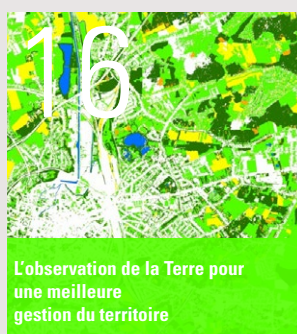 16
L'observation de la Terre pour
une meilleure
gestion du territoire